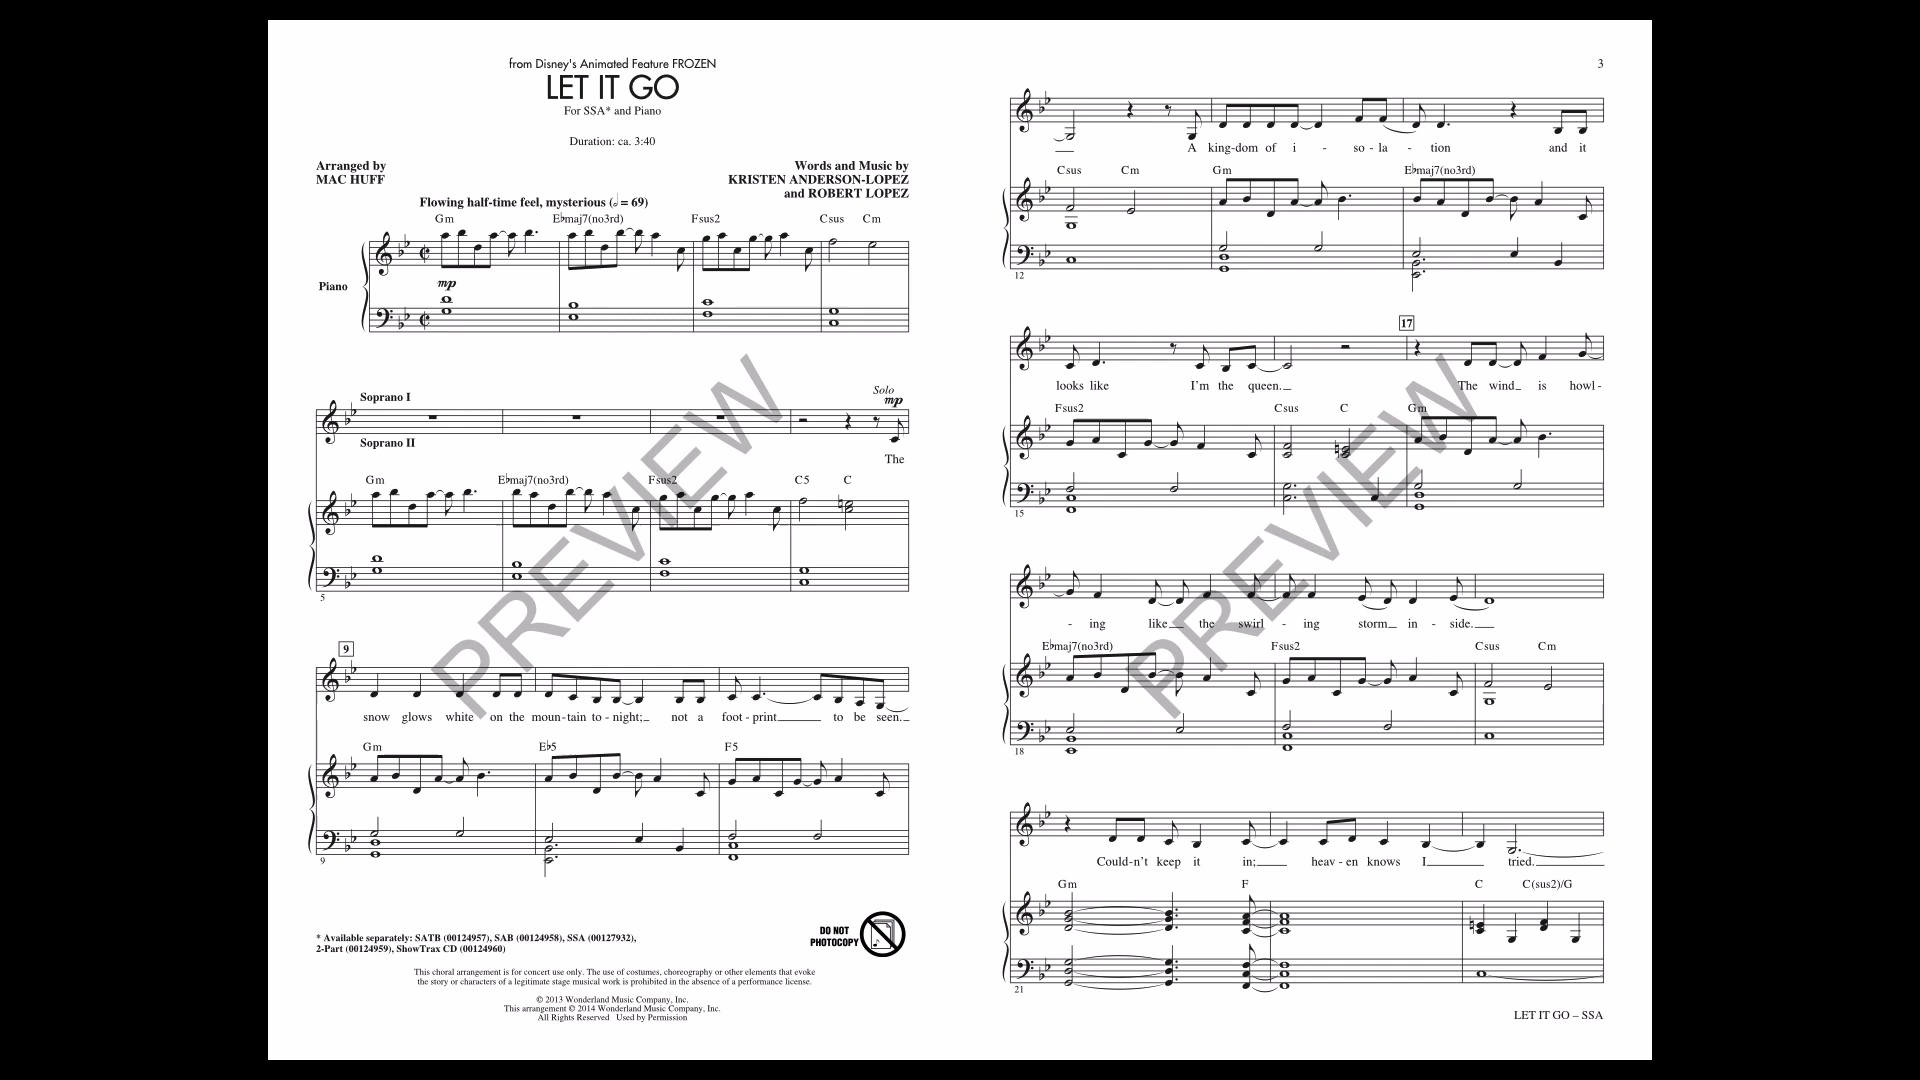 from Disney's Animated Feature FROZEN
LET IT GO
For SSA* and Piano
Duration: ca. 3:40
Arranged by
MAC HUFF
Words and Music by
KRISTEN ANDERSON-LOPEZ
and ROBERT LOPEZ
Flowing half-time feel, mysterious (𝅗𝅥 = 69)
Gm E♭maj7(no3rd) Fsus2 Csus Cm
Piano
mp
Solo
mp
Soprano I
Soprano II
The
Gm E♭maj7(no3rd) Fsus2 C5 C
5
9
snow glows white on the moun-tain to-night; not a foot-print to be seen.
Gm E♭5 F5
9
* Available separately: SATB (00124957), SAB (00124958), SSA (00127932),
2-Part (00124959), ShowTrax CD (00124960)
DO NOT
PHOTOCOPY
This choral arrangement is for concert use only. The use of costumes, choreography or other elements that evoke
the story or characters of a legitimate stage musical work is prohibited in the absence of a performance license.
© 2013 Wonderland Music Company, Inc.
This arrangement © 2014 Wonderland Music Company, Inc.
All Rights Reserved Used by Permission
PREVIEW
3
A king-dom of i - so - la - tion and it
Csus Cm Gm E♭maj7(no3rd)
12
17
looks like I'm the queen. The wind is howl-
Fsus2 Csus C Gm
15
- ing like the swirl - ing storm in - side.
E♭maj7(no3rd) Fsus2 Csus Cm
18
Could-n't keep it in; heav - en knows I tried.
Gm F C C(sus2)/G
21
LET IT GO – SSA
PREVIEW